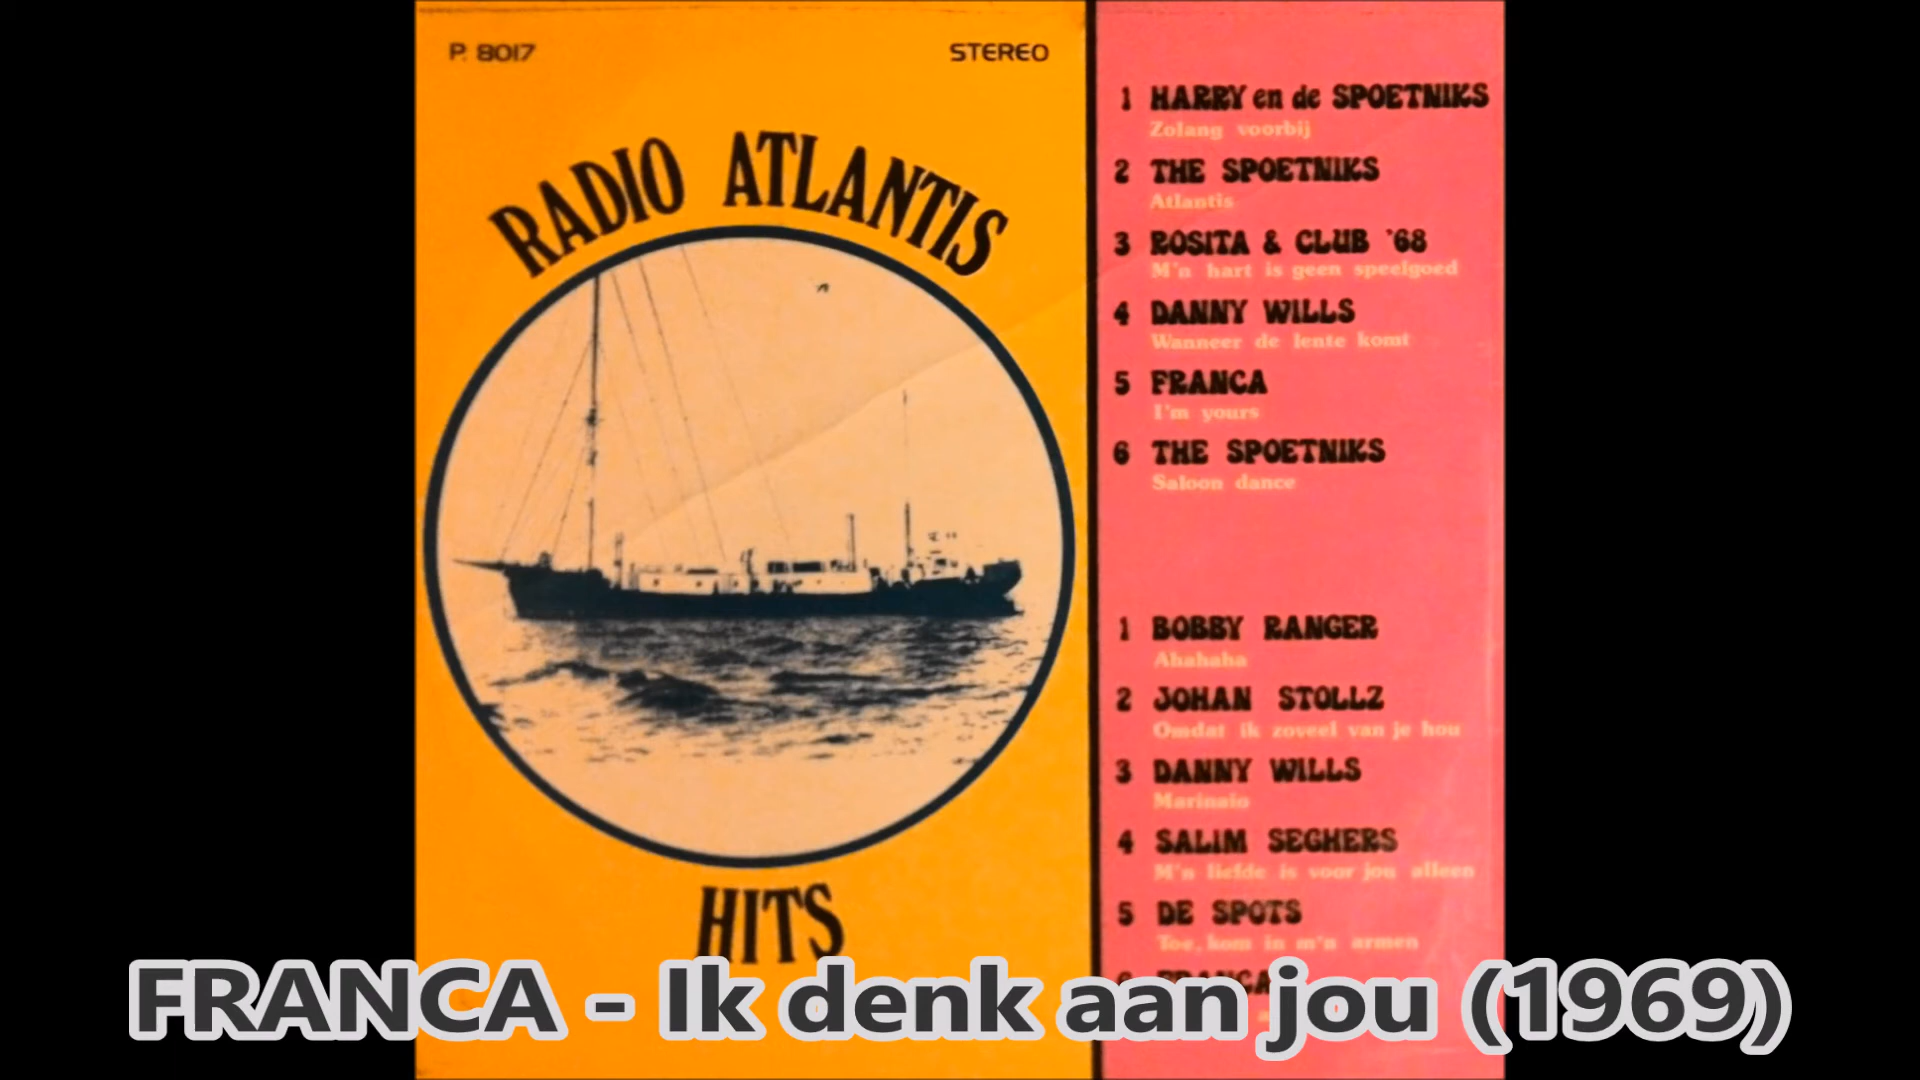 P. 8017
STEREO
RADIO ATLANTIS
HITS
1 HARRY en de SPOETNIKS
Zolang voorbij
2 THE SPOETNIKS
Atlantis
3 ROSITA & CLUB '68
M'n hart is geen speelgoed
4 DANNY WILLS
Wanneer de lente komt
5 FRANCA
I'm yours
6 THE SPOETNIKS
Saloon dance
1 BOBBY RANGER
Ahahaha
2 JOHAN STOLLZ
Omdat ik zoveel van je hou
3 DANNY WILLS
Marinaio
4 SALIM SEGHERS
M'n liefde is voor jou alleen
5 DE SPOTS
Toe, kom in m'n armen
6 FRANCA
FRANCA - Ik denk aan jou (1969)